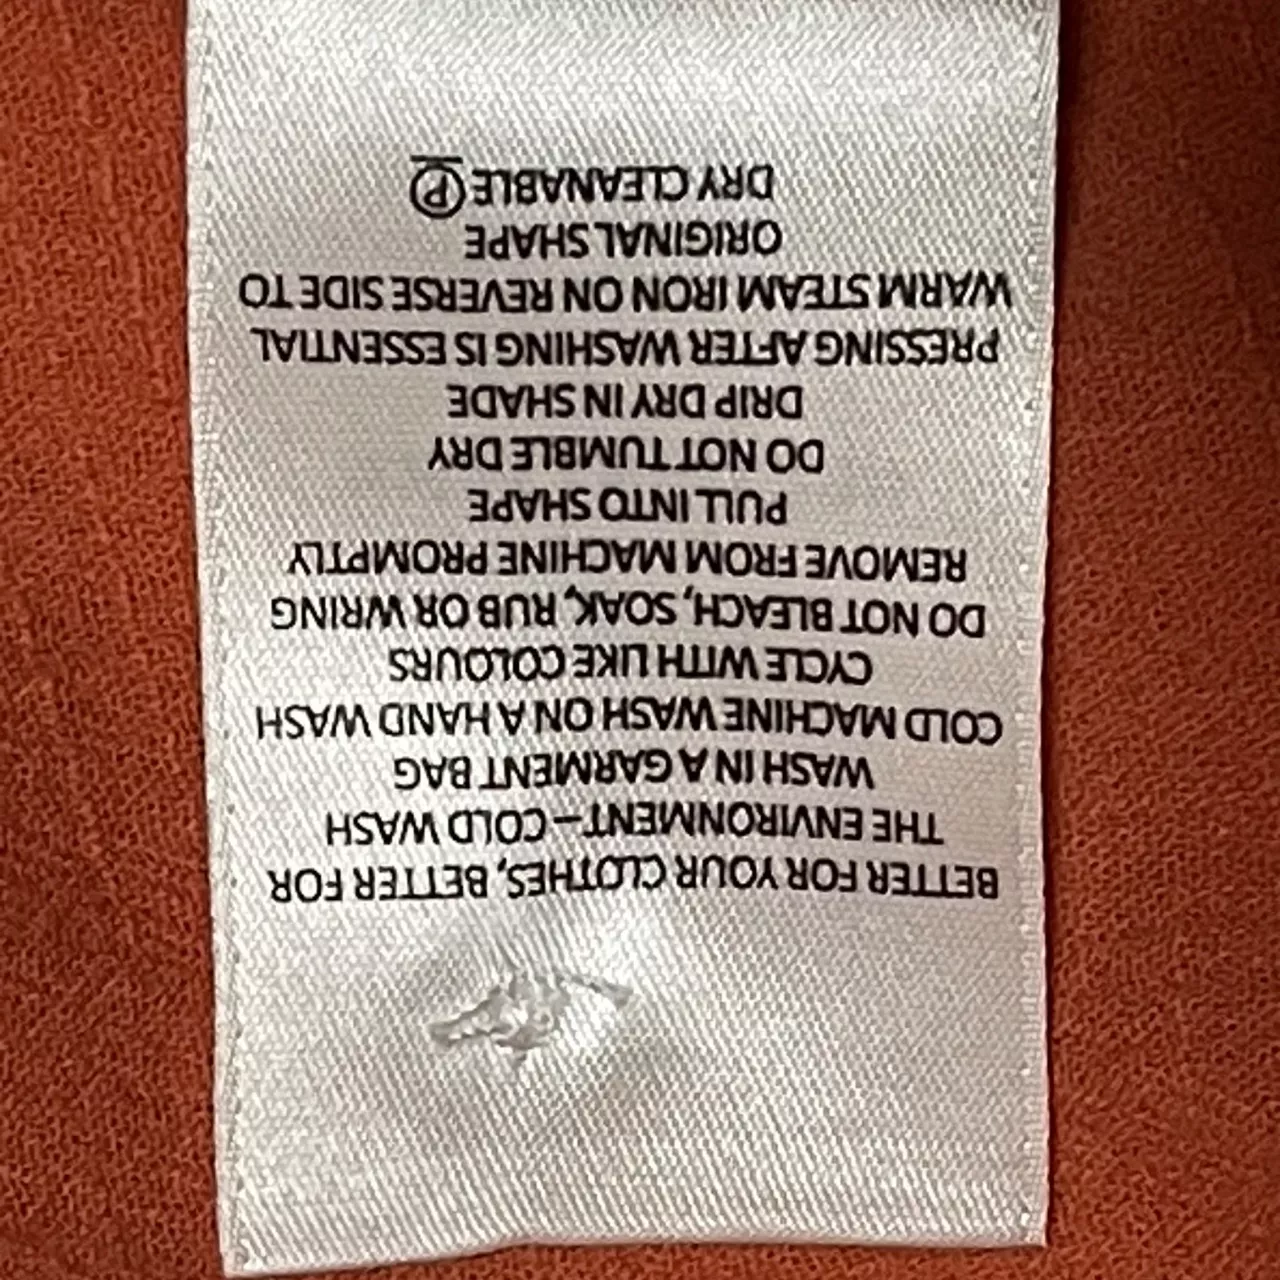 BETTER FOR YOUR CLOTHES, BETTER FOR
THE ENVIRONMENT–COLD WASH
WASH IN A GARMENT BAG
COLD MACHINE WASH ON A HAND WASH
CYCLE WITH LIKE COLOURS
DO NOT BLEACH, SOAK, RUB OR WRING
REMOVE FROM MACHINE PROMPTLY
PULL INTO SHAPE
DO NOT TUMBLE DRY
DRIP DRY IN SHADE
PRESSING AFTER WASHING IS ESSENTIAL
WARM STEAM IRON ON REVERSE SIDE TO
ORIGINAL SHAPE
DRY CLEANABLE Ⓟ